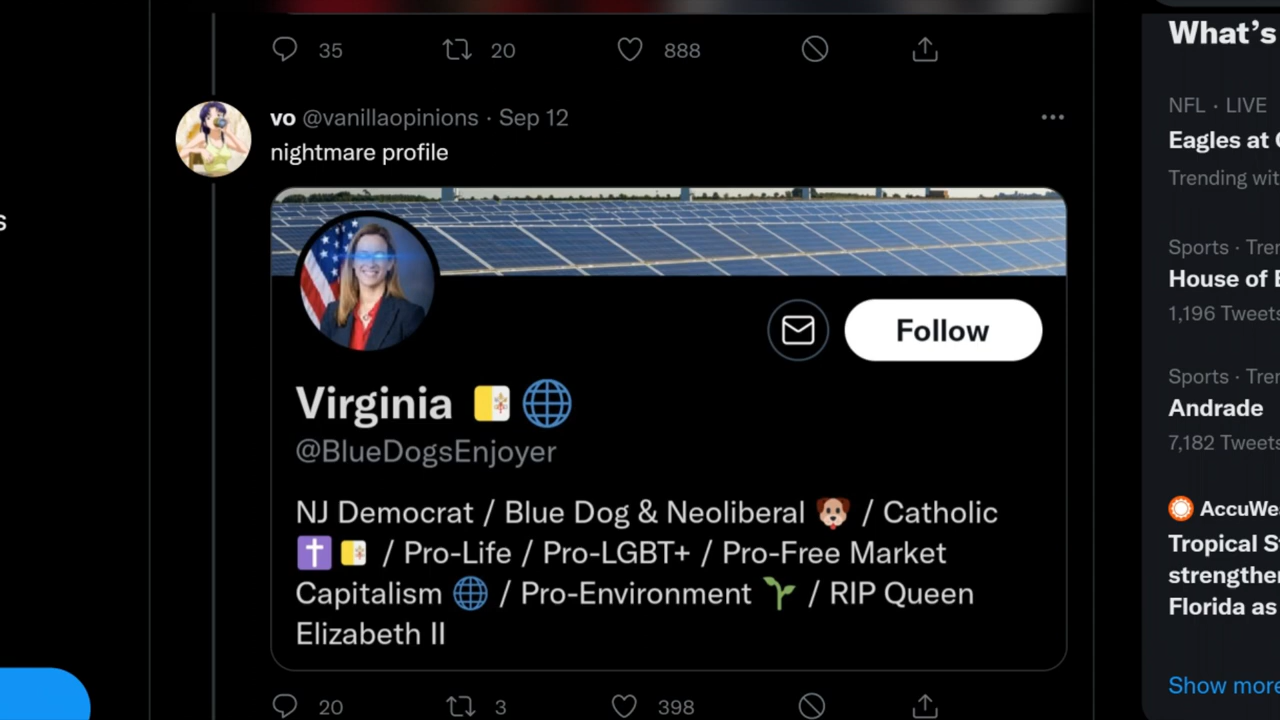 35 20 888
vo @vanillaopinions · Sep 12
nightmare profile
Follow
Virginia
@BlueDogsEnjoyer
NJ Democrat / Blue Dog & Neoliberal 🐶 / Catholic
✝️ 🇻🇦 / Pro-Life / Pro-LGBT+ / Pro-Free Market
Capitalism 🌐 / Pro-Environment 🌱 / RIP Queen
Elizabeth II
20 3 398
s
What's
NFL · LIVE
Eagles at
Trending wit
Sports · Tre
House of
1,196 Tweets
Sports · Tre
Andrade
7,182 Tweets
AccuWe
Tropical S
strengthe
Florida as
Show more